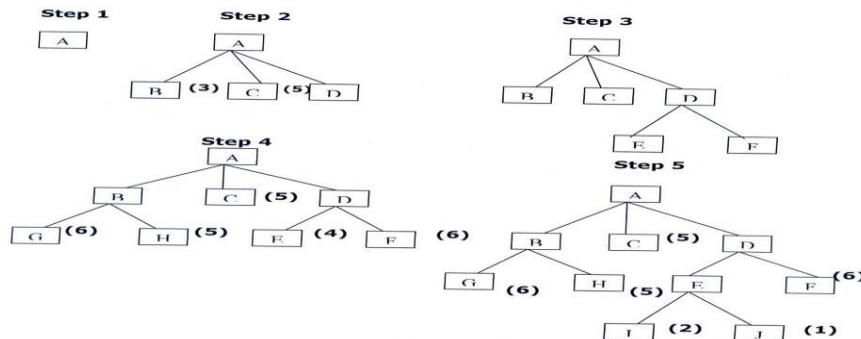 Step 1
A
Step 2
A
B (3) C (5) D
Step 3
A
B C D
E F
Step 4
A
B C (5) D
G (6) H (5) E (4) F (6)
Step 5
A
B C (5) D
G (6) H (5) E F (6)
I (2) J (1)